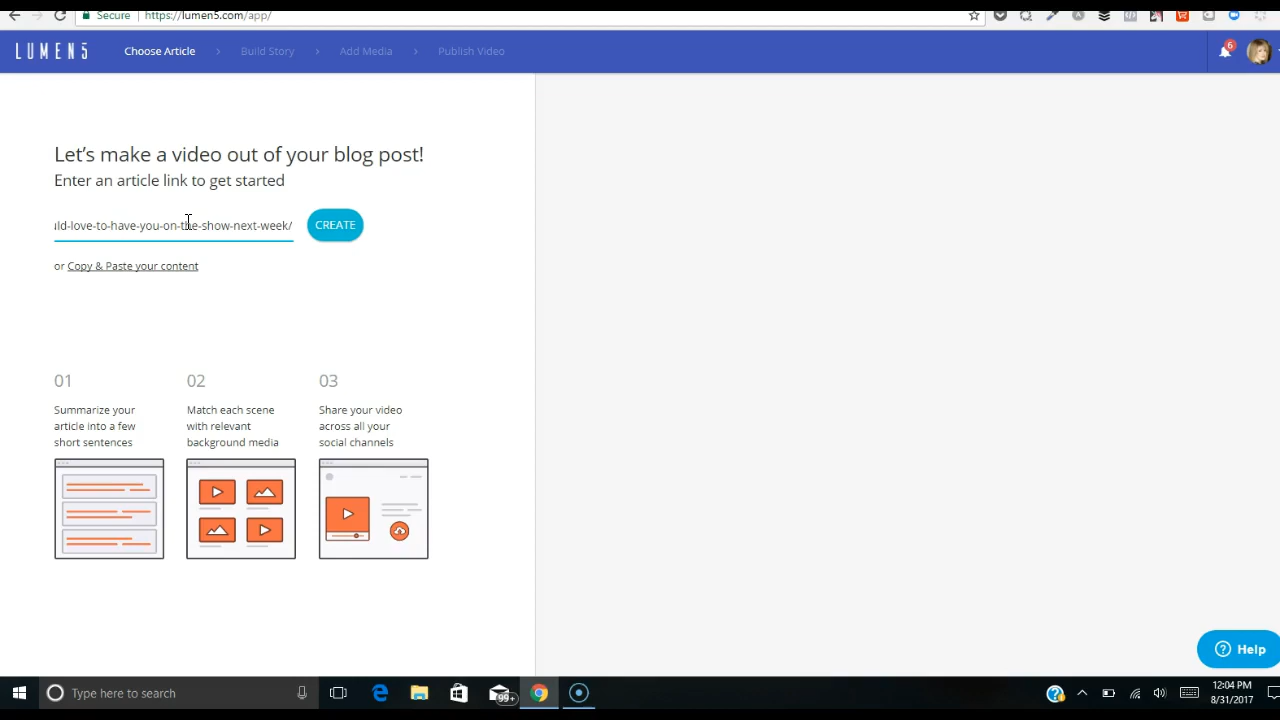 Secure https://lumen5.com/app/
LUMEN5 Choose Article Build Story Add Media Publish Video 6
Let's make a video out of your blog post!
Enter an article link to get started
uld-love-to-have-you-on-the-show-next-week/ CREATE
or Copy & Paste your content
01 02 03
Summarize your Match each scene Share your video
article into a few with relevant across all your
short sentences background media social channels
Help
Type here to search 99+ 12:04 PM
8/31/2017